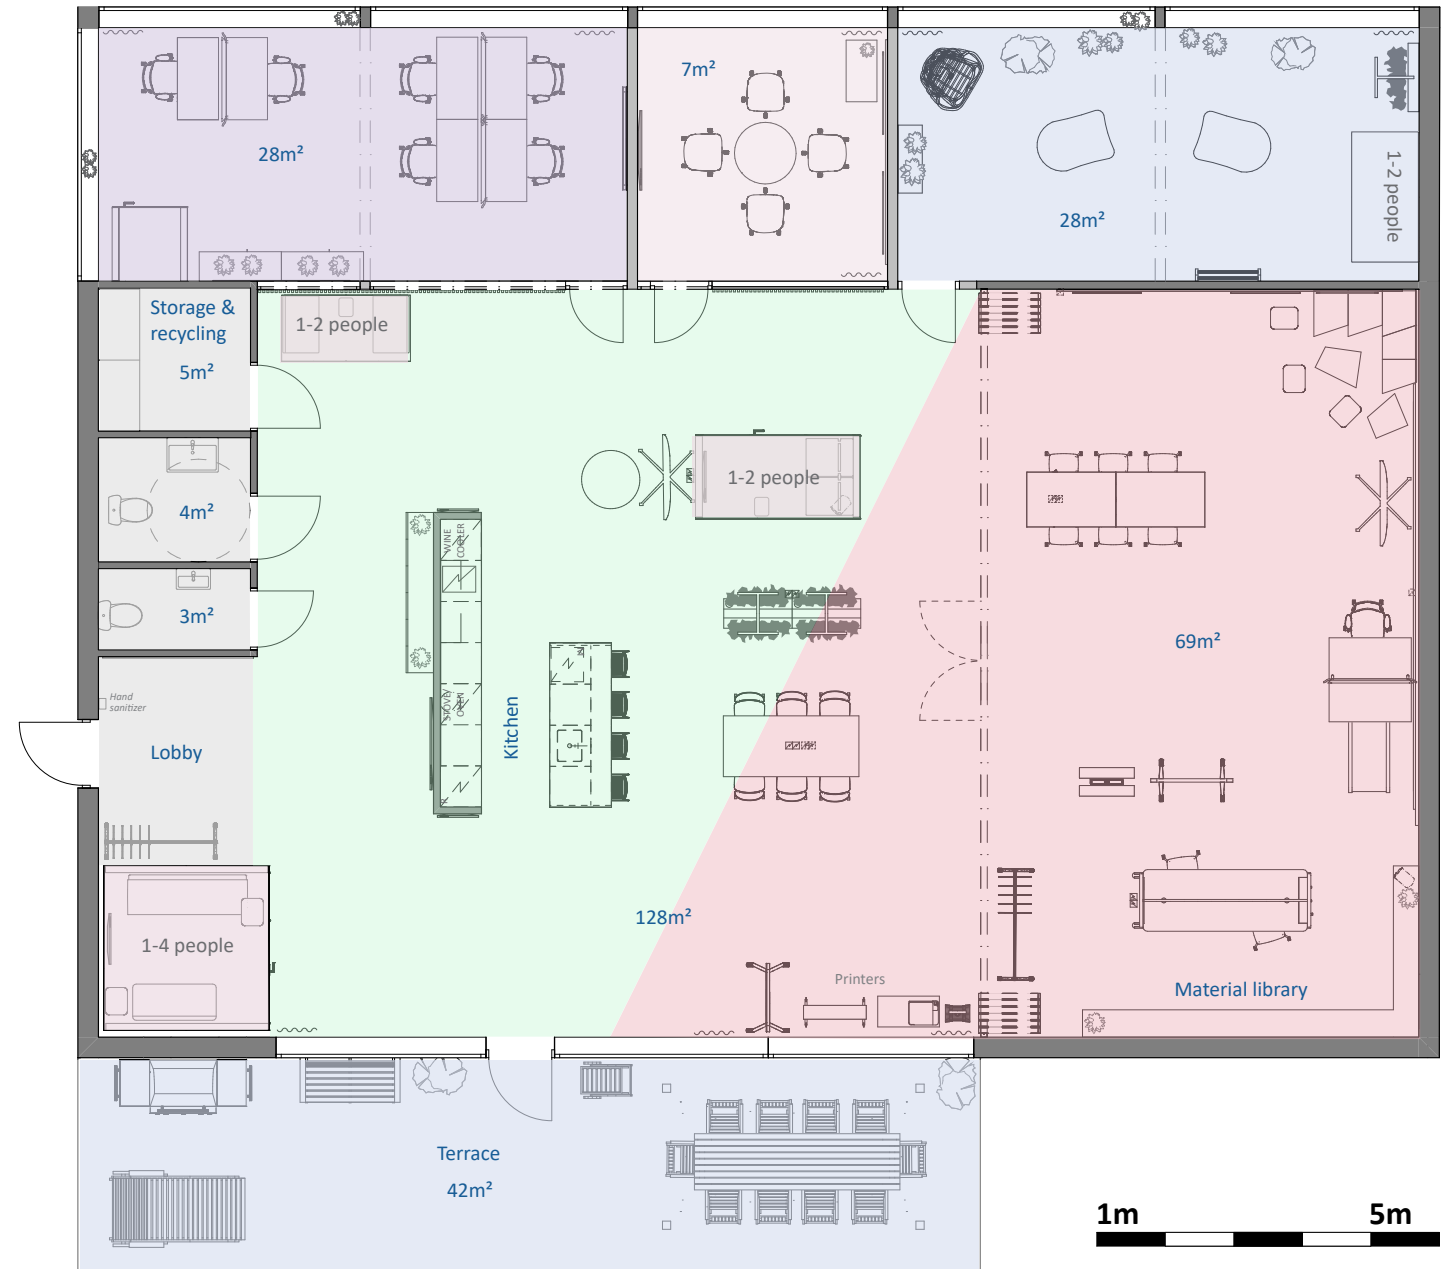 7m²
28m²
28m²
1-2 people
Storage &
recycling
5m²
1-2 people
1-2 people
4m²
WINE
COOLER
3m²
69m²
Hand
sanitizer
STOVE/
OVEN
Kitchen
Lobby
128m²
1-4 people
Printers
Material library
Terrace
42m²
1m 5m